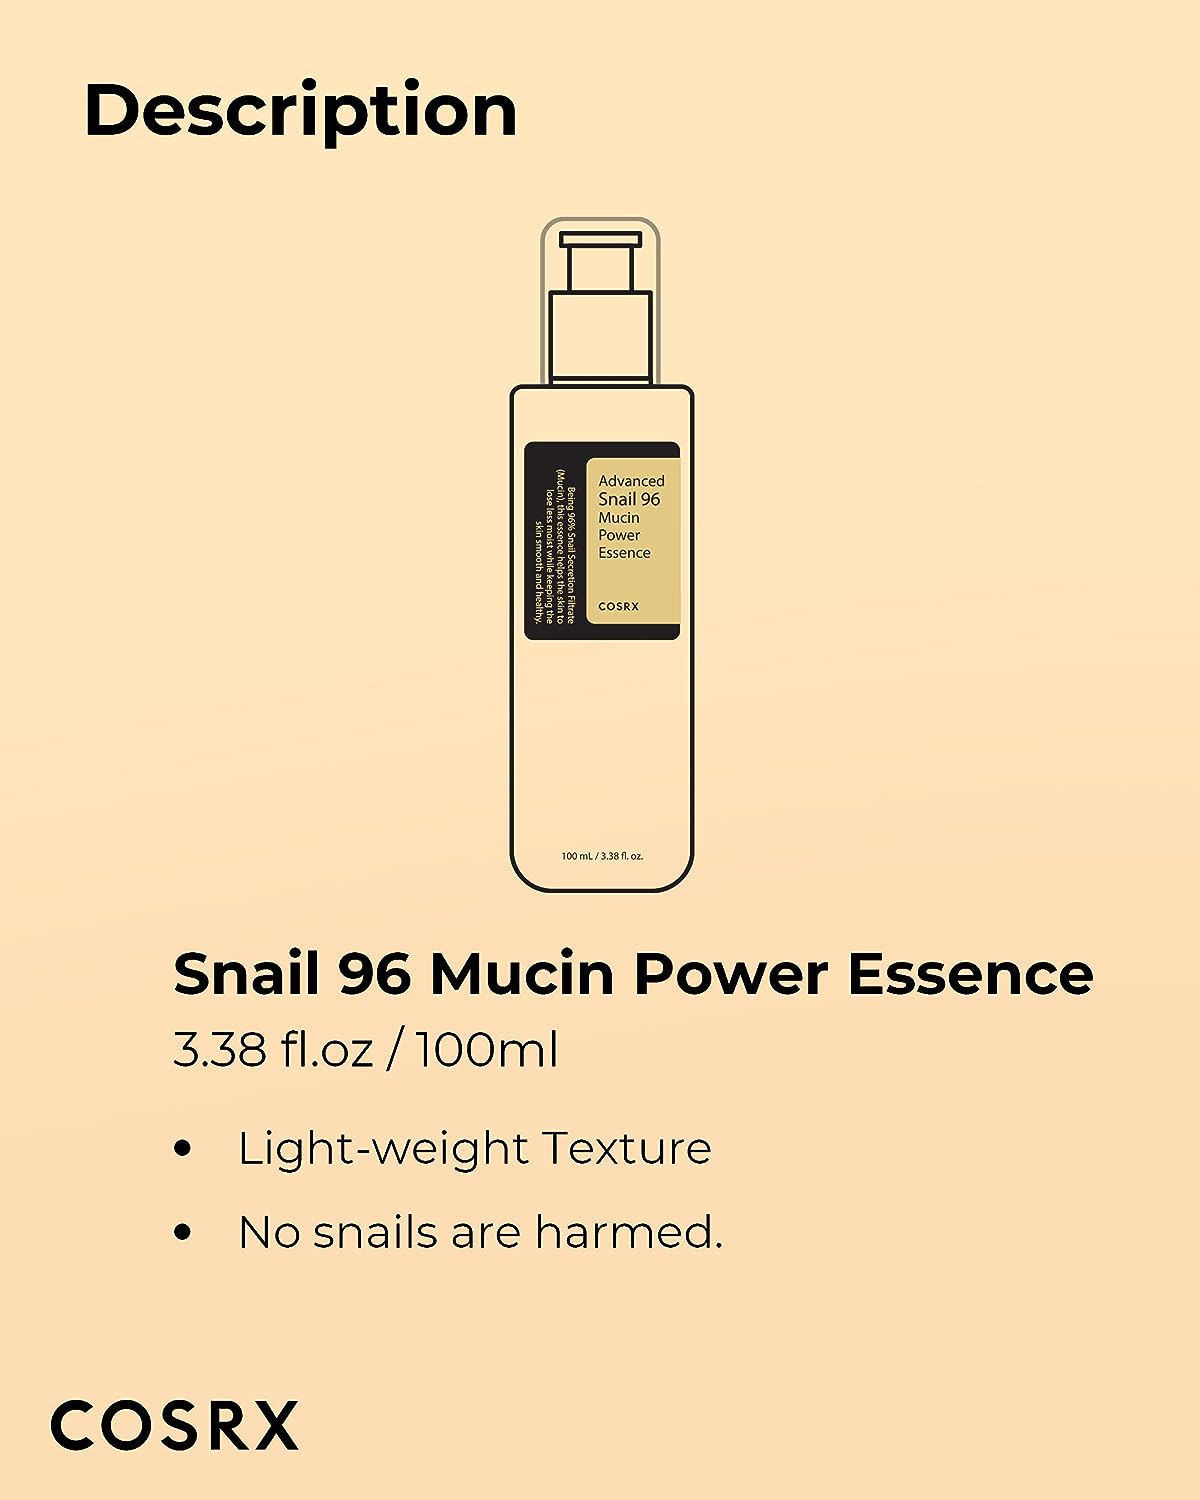 Description
Advanced
Snail 96
Mucin
Power
Essence
COSRX
Being 96% Snail Secretion Filtrate
(Mucin), this essence helps the skin to
lose less moist while keeping the
skin smooth and healthy.
100 mL / 3.38 fl. oz.
Snail 96 Mucin Power Essence
3.38 fl.oz / 100ml
• Light-weight Texture
• No snails are harmed.
COSRX